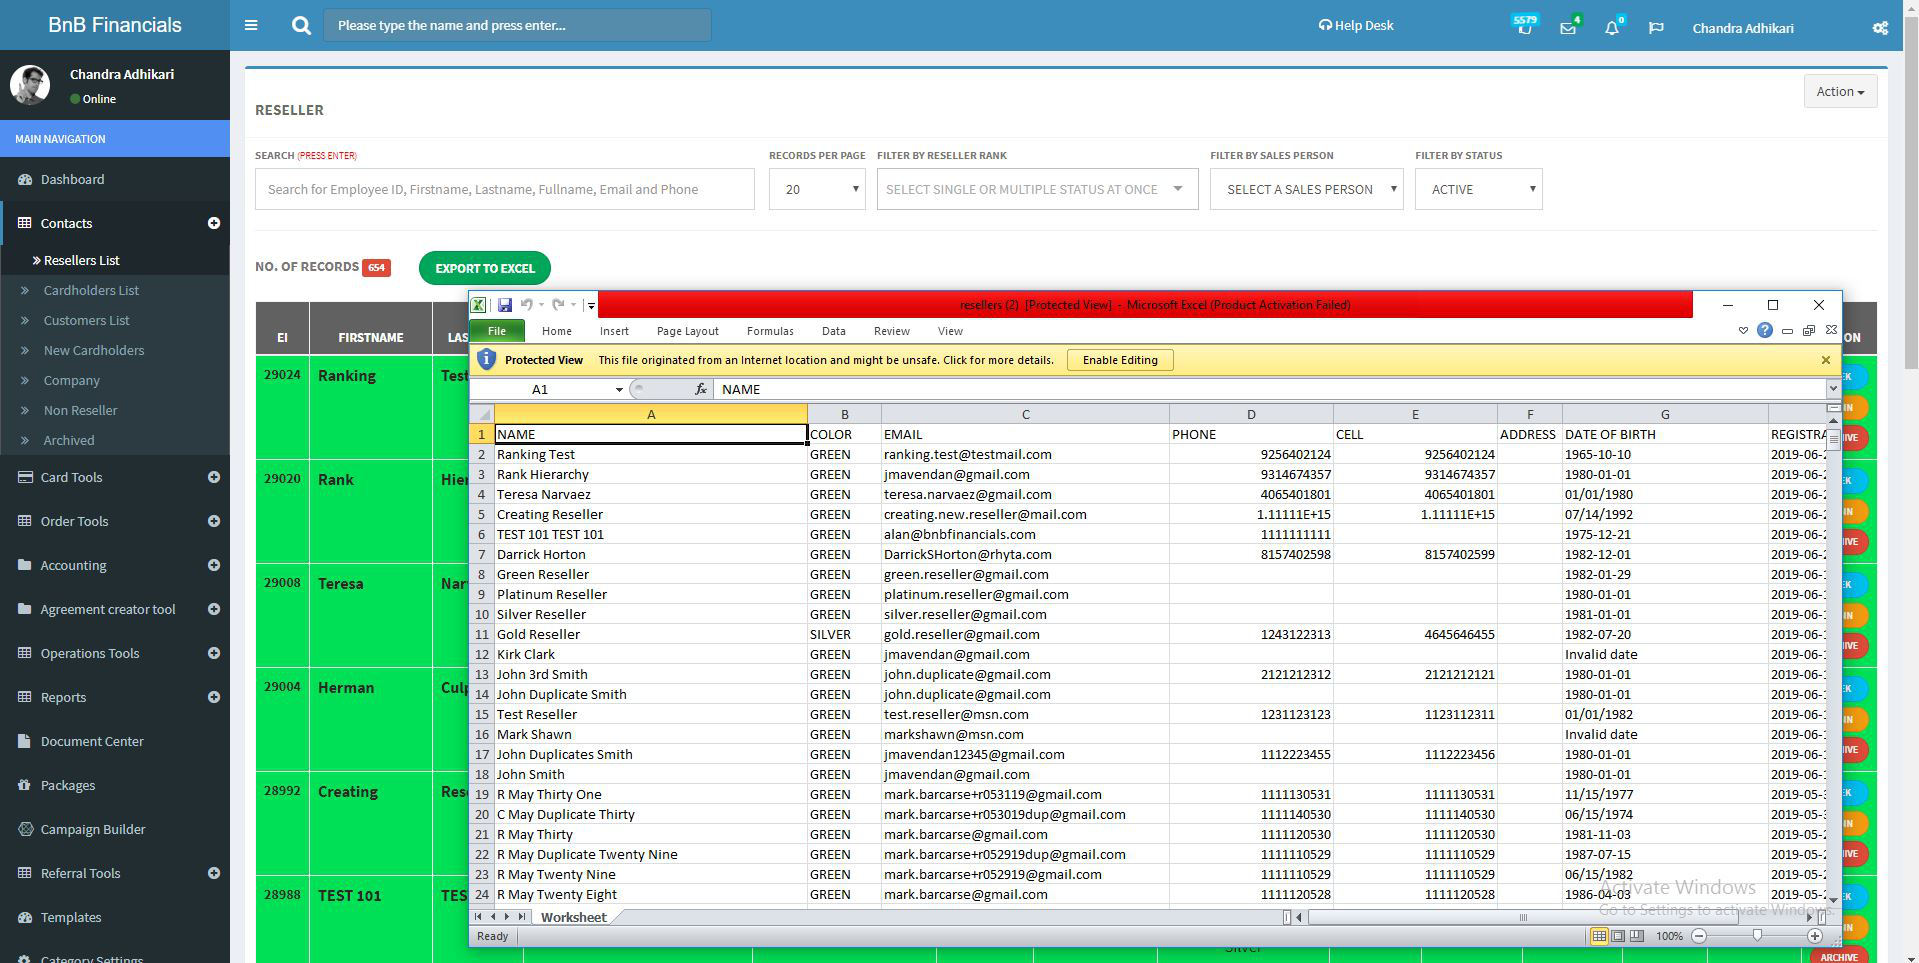 BnB Financials
Please type the name and press enter...
Help Desk
5579
4
0
Chandra Adhikari
Chandra Adhikari
Online
MAIN NAVIGATION
Dashboard
Contacts
Resellers List
Cardholders List
Customers List
New Cardholders
Company
Non Reseller
Archived
Card Tools
Order Tools
Accounting
Agreement creator tool
Operations Tools
Reports
Document Center
Packages
Campaign Builder
Referral Tools
Templates
Category Settings
Action
RESELLER
SEARCH (PRESS ENTER)
RECORDS PER PAGE
FILTER BY RESELLER RANK
FILTER BY SALES PERSON
FILTER BY STATUS
Search for Employee ID, Firstname, Lastname, Fullname, Email and Phone
20
SELECT SINGLE OR MULTIPLE STATUS AT ONCE
SELECT A SALES PERSON
ACTIVE
NO. OF RECORDS 654
EXPORT TO EXCEL
EI FIRSTNAME LAS ON
29024 Ranking Test
29020 Rank Hier
29008 Teresa Nar
29004 Herman Culp
28992 Creating Res
28988 TEST 101 TES
ARCHIVE
resellers (2) [Protected View] - Microsoft Excel (Product Activation Failed)
File Home Insert Page Layout Formulas Data Review View
Protected View This file originated from an Internet location and might be unsafe. Click for more details. Enable Editing
A1 fx NAME
A B C D E F G
1 NAME COLOR EMAIL PHONE CELL ADDRESS DATE OF BIRTH REGISTRA
2 Ranking Test GREEN ranking.test@testmail.com 9256402124 9256402124 1965-10-10 2019-06-2
3 Rank Hierarchy GREEN jmavendan@gmail.com 9314674357 9314674357 1980-01-01 2019-06-2
4 Teresa Narvaez GREEN teresa.narvaez@gmail.com 4065401801 4065401801 01/01/1980 2019-06-2
5 Creating Reseller GREEN creating.new.reseller@mail.com 1.11111E+15 1.11111E+15 07/14/1992 2019-06-2
6 TEST 101 TEST 101 GREEN alan@bnbfinancials.com 1111111111 1975-12-21 2019-06-2
7 Darrick Horton GREEN DarrickSHorton@rhyta.com 8157402598 8157402599 1982-12-01 2019-06-2
8 Green Reseller GREEN green.reseller@gmail.com 1982-01-29 2019-06-1
9 Platinum Reseller GREEN platinum.reseller@gmail.com 1980-01-01 2019-06-1
10 Silver Reseller GREEN silver.reseller@gmail.com 1981-01-01 2019-06-1
11 Gold Reseller SILVER gold.reseller@gmail.com 1243122313 4645646455 1982-07-20 2019-06-1
12 Kirk Clark GREEN jmavendan@gmail.com Invalid date 2019-06-1
13 John 3rd Smith GREEN john.duplicate@gmail.com 2121212312 2121212121 1980-01-01 2019-06-1
14 John Duplicate Smith GREEN john.duplicate@gmail.com 1980-01-01 2019-06-1
15 Test Reseller GREEN test.reseller@msn.com 1231123123 1123112311 01/01/1982 2019-06-1
16 Mark Shawn GREEN markshawn@msn.com Invalid date 2019-06-1
17 John Duplicates Smith GREEN jmavendan12345@gmail.com 1112223455 1112223456 1980-01-01 2019-06-1
18 John Smith GREEN jmavendan@gmail.com 1980-01-01 2019-06-1
19 R May Thirty One GREEN mark.barcarse+r053119@gmail.com 1111130531 1111130531 11/15/1977 2019-05-3
20 C May Duplicate Thirty GREEN mark.barcarse+r053019dup@gmail.com 1111140530 1111140530 06/15/1974 2019-05-3
21 R May Thirty GREEN mark.barcarse@gmail.com 1111120530 1111120530 1981-11-03 2019-05-2
22 R May Duplicate Twenty Nine GREEN mark.barcarse+r052919dup@gmail.com 1111110529 1111110529 1987-07-15 2019-05-2
23 R May Twenty Nine GREEN mark.barcarse+r052919@gmail.com 1111110529 1111110529 06/15/1982 2019-05-2
24 R May Twenty Eight GREEN mark.barcarse@gmail.com 1111120528 1111120528 1986-04-03 2019-05-2
Worksheet
Ready
100%
Activate Windows
Go to Settings to activate Windows.